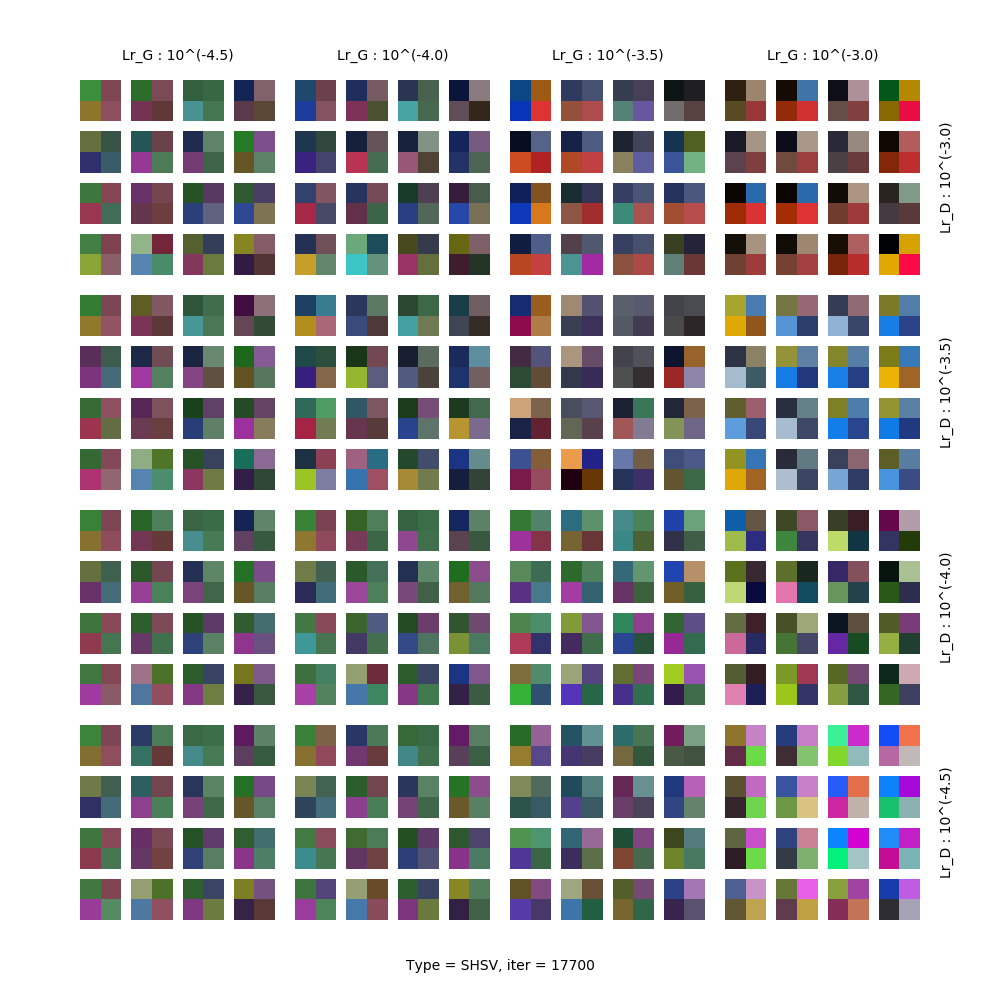 Lr_G : 10^(-4.5)
Lr_G : 10^(-4.0)
Lr_G : 10^(-3.5)
Lr_G : 10^(-3.0)
Lr_D : 10^(-3.0)
Lr_D : 10^(-3.5)
Lr_D : 10^(-4.0)
Lr_D : 10^(-4.5)
Type = SHSV, iter = 17700